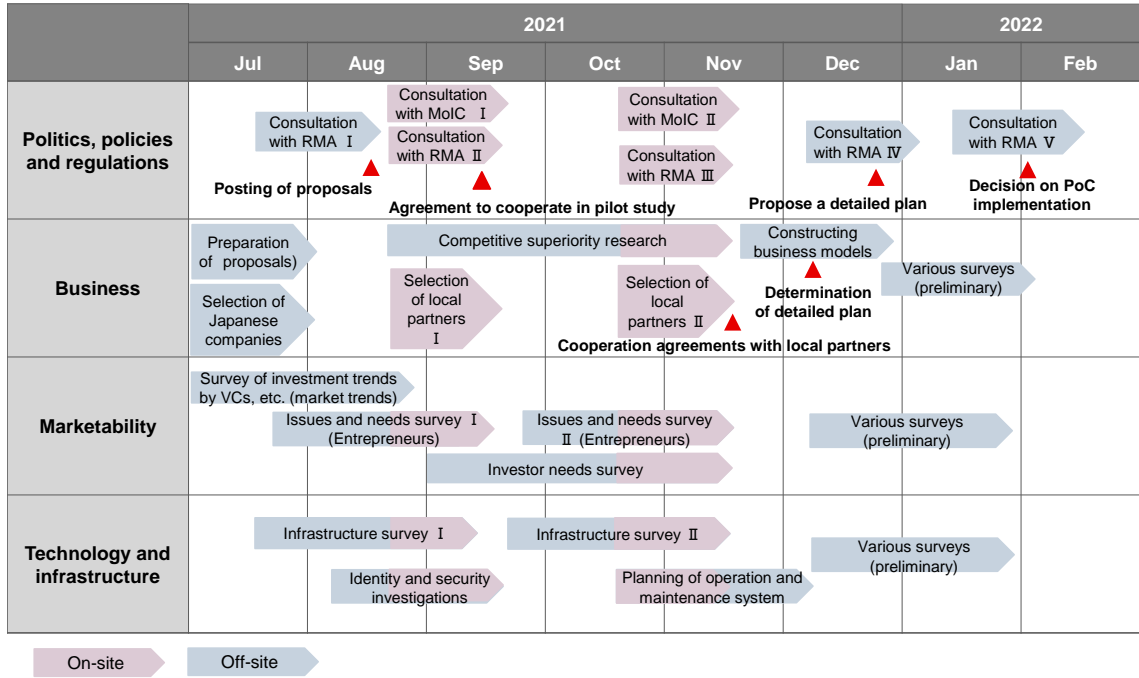 2021
2022
Jul
Aug
Sep
Oct
Nov
Dec
Jan
Feb
Politics, policies
and regulations
Consultation
with RMA Ⅰ
Consultation
with MoIC Ⅰ
Consultation
with RMA Ⅱ
Consultation
with MoIC Ⅱ
Consultation
with RMA Ⅲ
Consultation
with RMA Ⅳ
Consultation
with RMA Ⅴ
Posting of proposals
Agreement to cooperate in pilot study
Propose a detailed plan
Decision on PoC
implementation
Business
Preparation
of proposals)
Selection of
Japanese
companies
Competitive superiority research
Selection
of local
partners
Ⅰ
Selection of
local
partners Ⅱ
Constructing
business models
Determination
of detailed plan
Various surveys
(preliminary)
Cooperation agreements with local partners
Marketability
Survey of investment trends
by VCs, etc. (market trends)
Issues and needs survey Ⅰ
(Entrepreneurs)
Issues and needs survey
Ⅱ (Entrepreneurs)
Investor needs survey
Various surveys
(preliminary)
Technology and
infrastructure
Infrastructure survey Ⅰ
Infrastructure survey Ⅱ
Identity and security
investigations
Planning of operation and
maintenance system
Various surveys
(preliminary)
On-site
Off-site